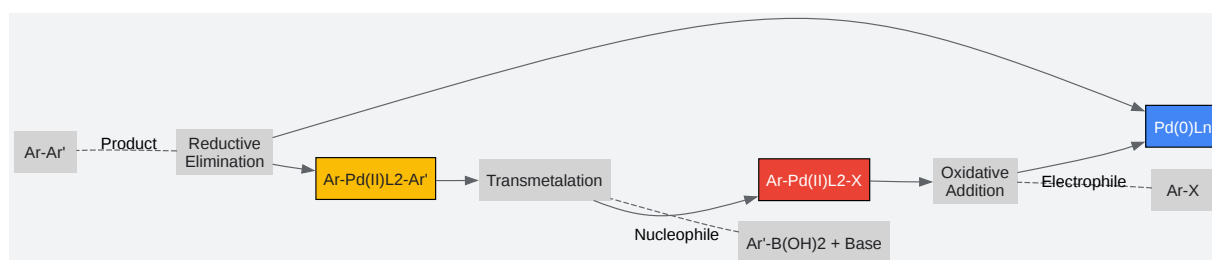 Ar-Ar'
Product
Reductive
Elimination
Ar-Pd(II)L2-Ar'
Transmetalation
Nucleophile
Ar'-B(OH)2 + Base
Ar-Pd(II)L2-X
Oxidative
Addition
Electrophile
Pd(0)Ln
Ar-X